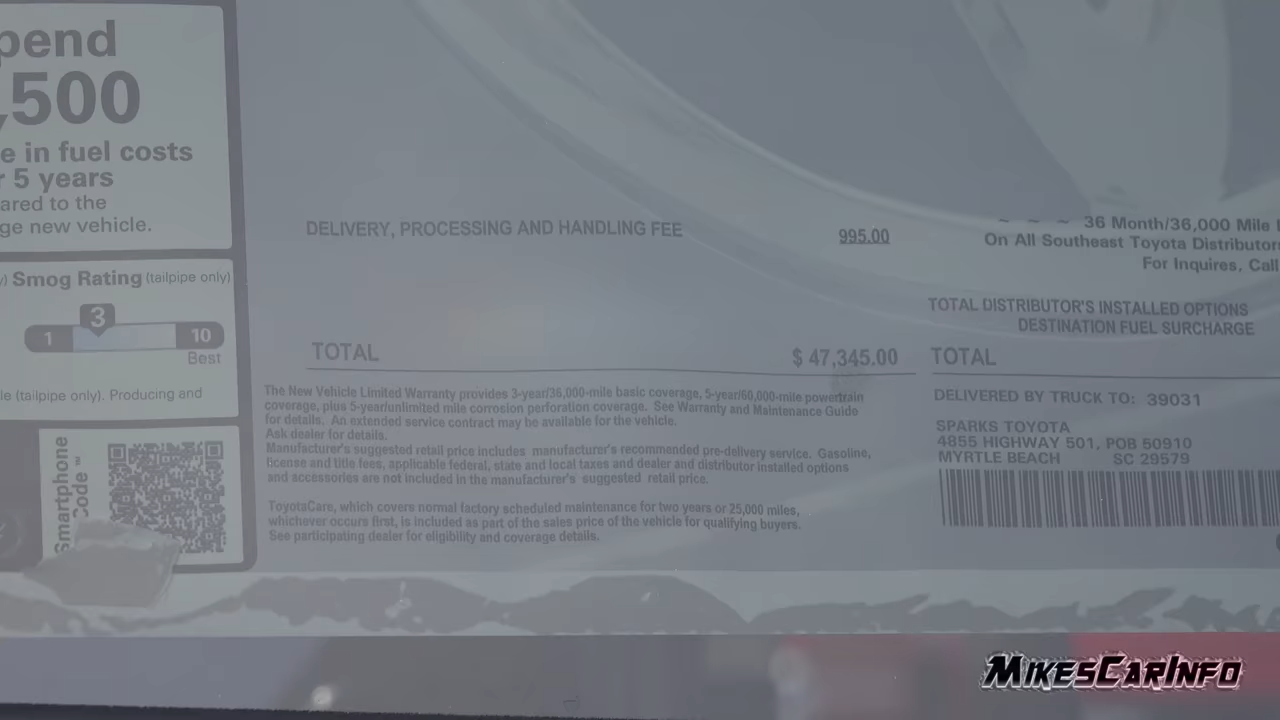 pend
,500
e in fuel costs
r 5 years
ared to the
ge new vehicle.
Smog Rating (tailpipe only)
3
1
10
Best
le (tailpipe only). Producing and
Smartphone
Code ™
DELIVERY, PROCESSING AND HANDLING FEE 995.00
TOTAL $ 47,345.00
The New Vehicle Limited Warranty provides 3-year/36,000-mile basic coverage, 5-year/60,000-mile powertrain
coverage, plus 5-year/unlimited mile corrosion perforation coverage. See Warranty and Maintenance Guide
for details. An extended service contract may be available for the vehicle.
Ask dealer for details.
Manufacturer's suggested retail price includes manufacturer's recommended pre-delivery service. Gasoline,
license and title fees, applicable federal, state and local taxes and dealer and distributor installed options
and accessories are not included in the manufacturer's suggested retail price.
ToyotaCare, which covers normal factory scheduled maintenance for two years or 25,000 miles,
whichever occurs first, is included as part of the sales price of the vehicle for qualifying buyers.
See participating dealer for eligibility and coverage details.
~ ~ ~ 36 Month/36,000 Mile
On All Southeast Toyota Distributor
For Inquires, Call
TOTAL DISTRIBUTOR'S INSTALLED OPTIONS
DESTINATION FUEL SURCHARGE
TOTAL
DELIVERED BY TRUCK TO: 39031
SPARKS TOYOTA
4855 HIGHWAY 501, POB 50910
MYRTLE BEACH SC 29579
MIKESCARINFO